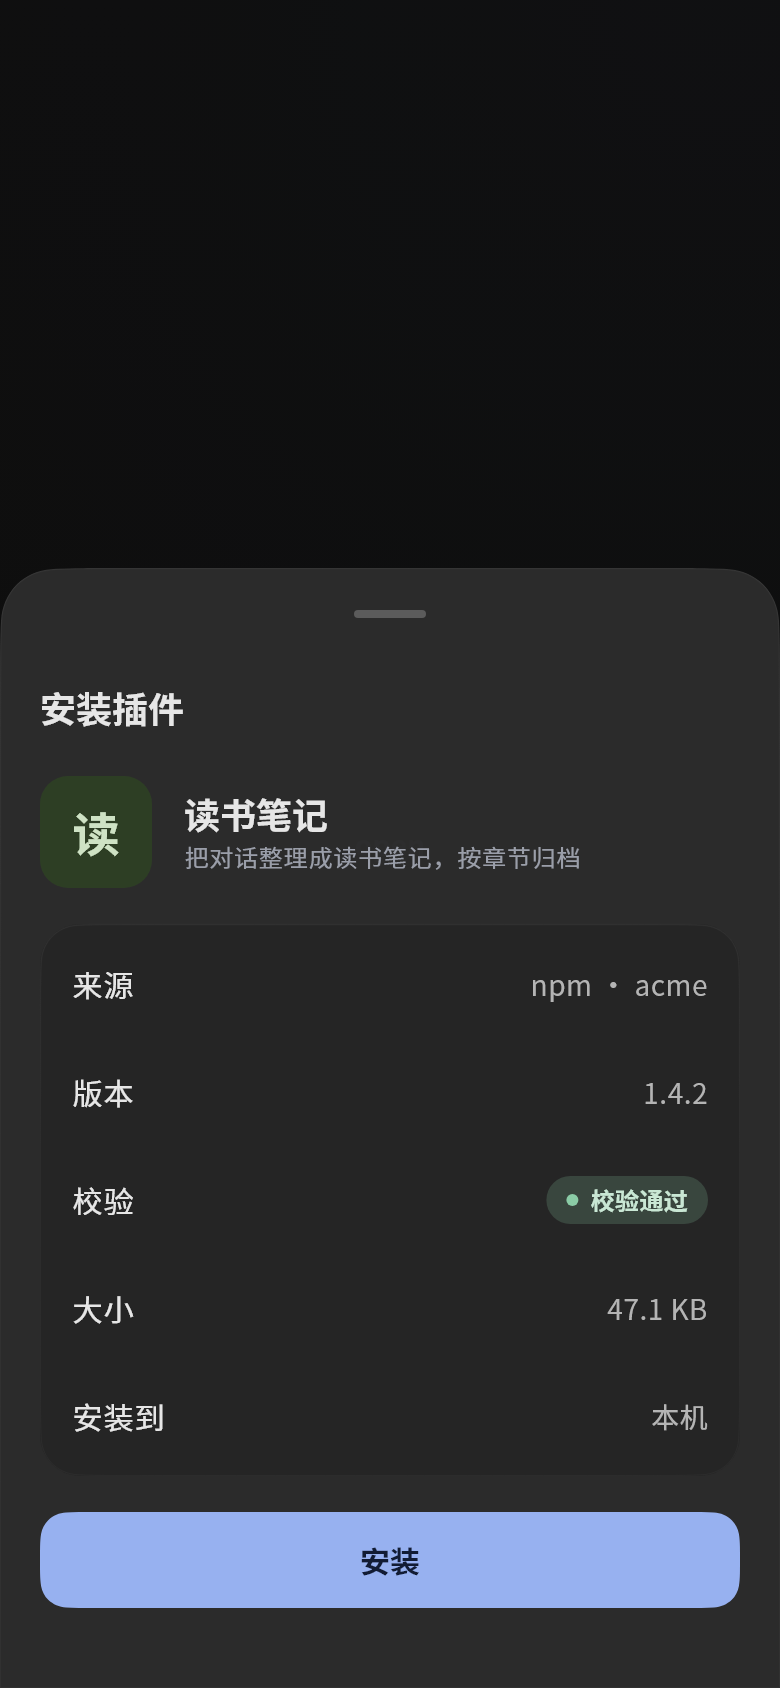 安装插件
读
读书笔记
把对话整理成读书笔记，按章节归档
来源 npm · acme
版本 1.4.2
校验 校验通过
大小 47.1 KB
安装到 本机
安装